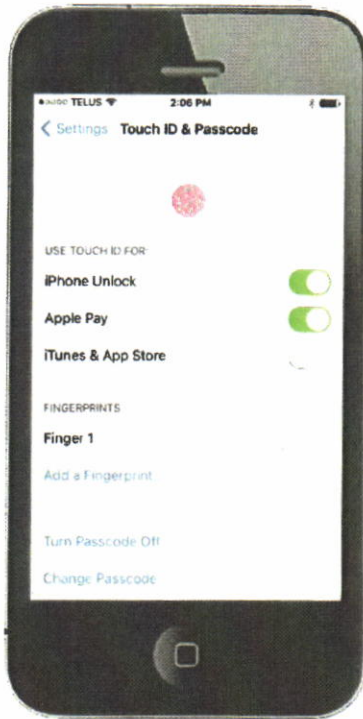 TELUS 2:06 PM
Settings Touch ID & Passcode
USE TOUCH ID FOR:
iPhone Unlock
Apple Pay
iTunes & App Store
FINGERPRINTS
Finger 1
Add a Fingerprint
Turn Passcode Off
Change Passcode